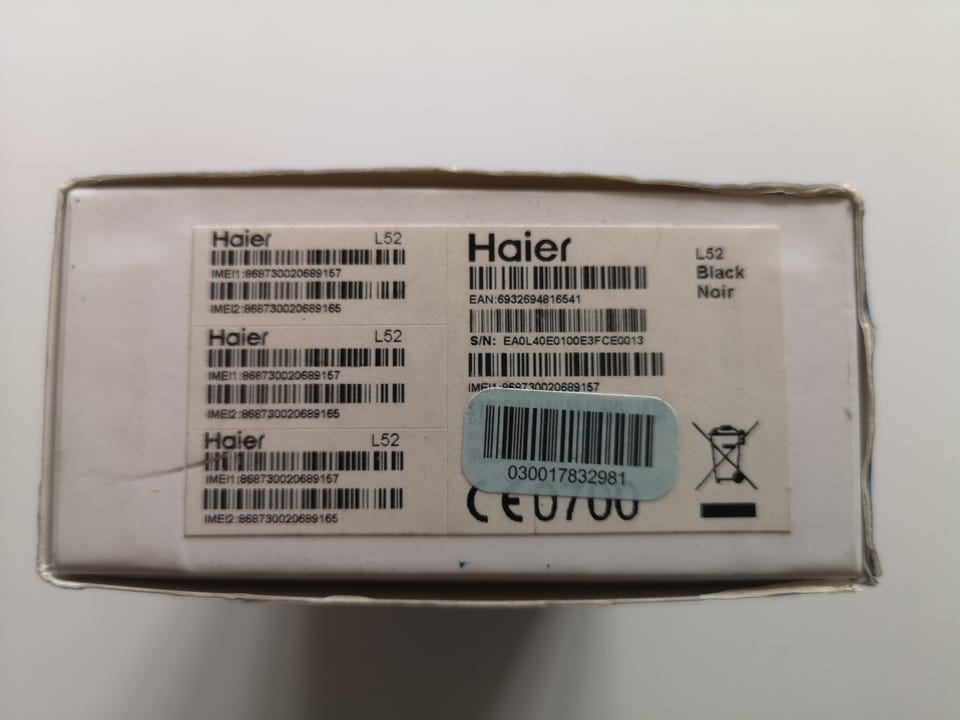 Haier L52
IMEI1:868730020689157
IMEI2:868730020689165
Haier L52
IMEI1:868730020689157
IMEI2:868730020689165
Haier L52
IMEI1:868730020689157
IMEI2:868730020689165
Haier
EAN:6932694816541
S/N: EA0L40E0100E3FCE0013
IMEI1:868730020689157
030017832981
CE0700
L52
Black
Noir